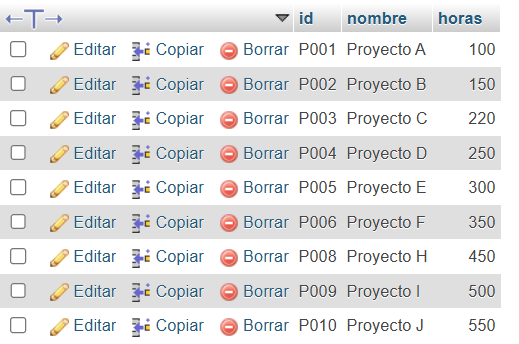 id nombre horas
Editar Copiar Borrar P001 Proyecto A 100
Editar Copiar Borrar P002 Proyecto B 150
Editar Copiar Borrar P003 Proyecto C 220
Editar Copiar Borrar P004 Proyecto D 250
Editar Copiar Borrar P005 Proyecto E 300
Editar Copiar Borrar P006 Proyecto F 350
Editar Copiar Borrar P008 Proyecto H 450
Editar Copiar Borrar P009 Proyecto I 500
Editar Copiar Borrar P010 Proyecto J 550